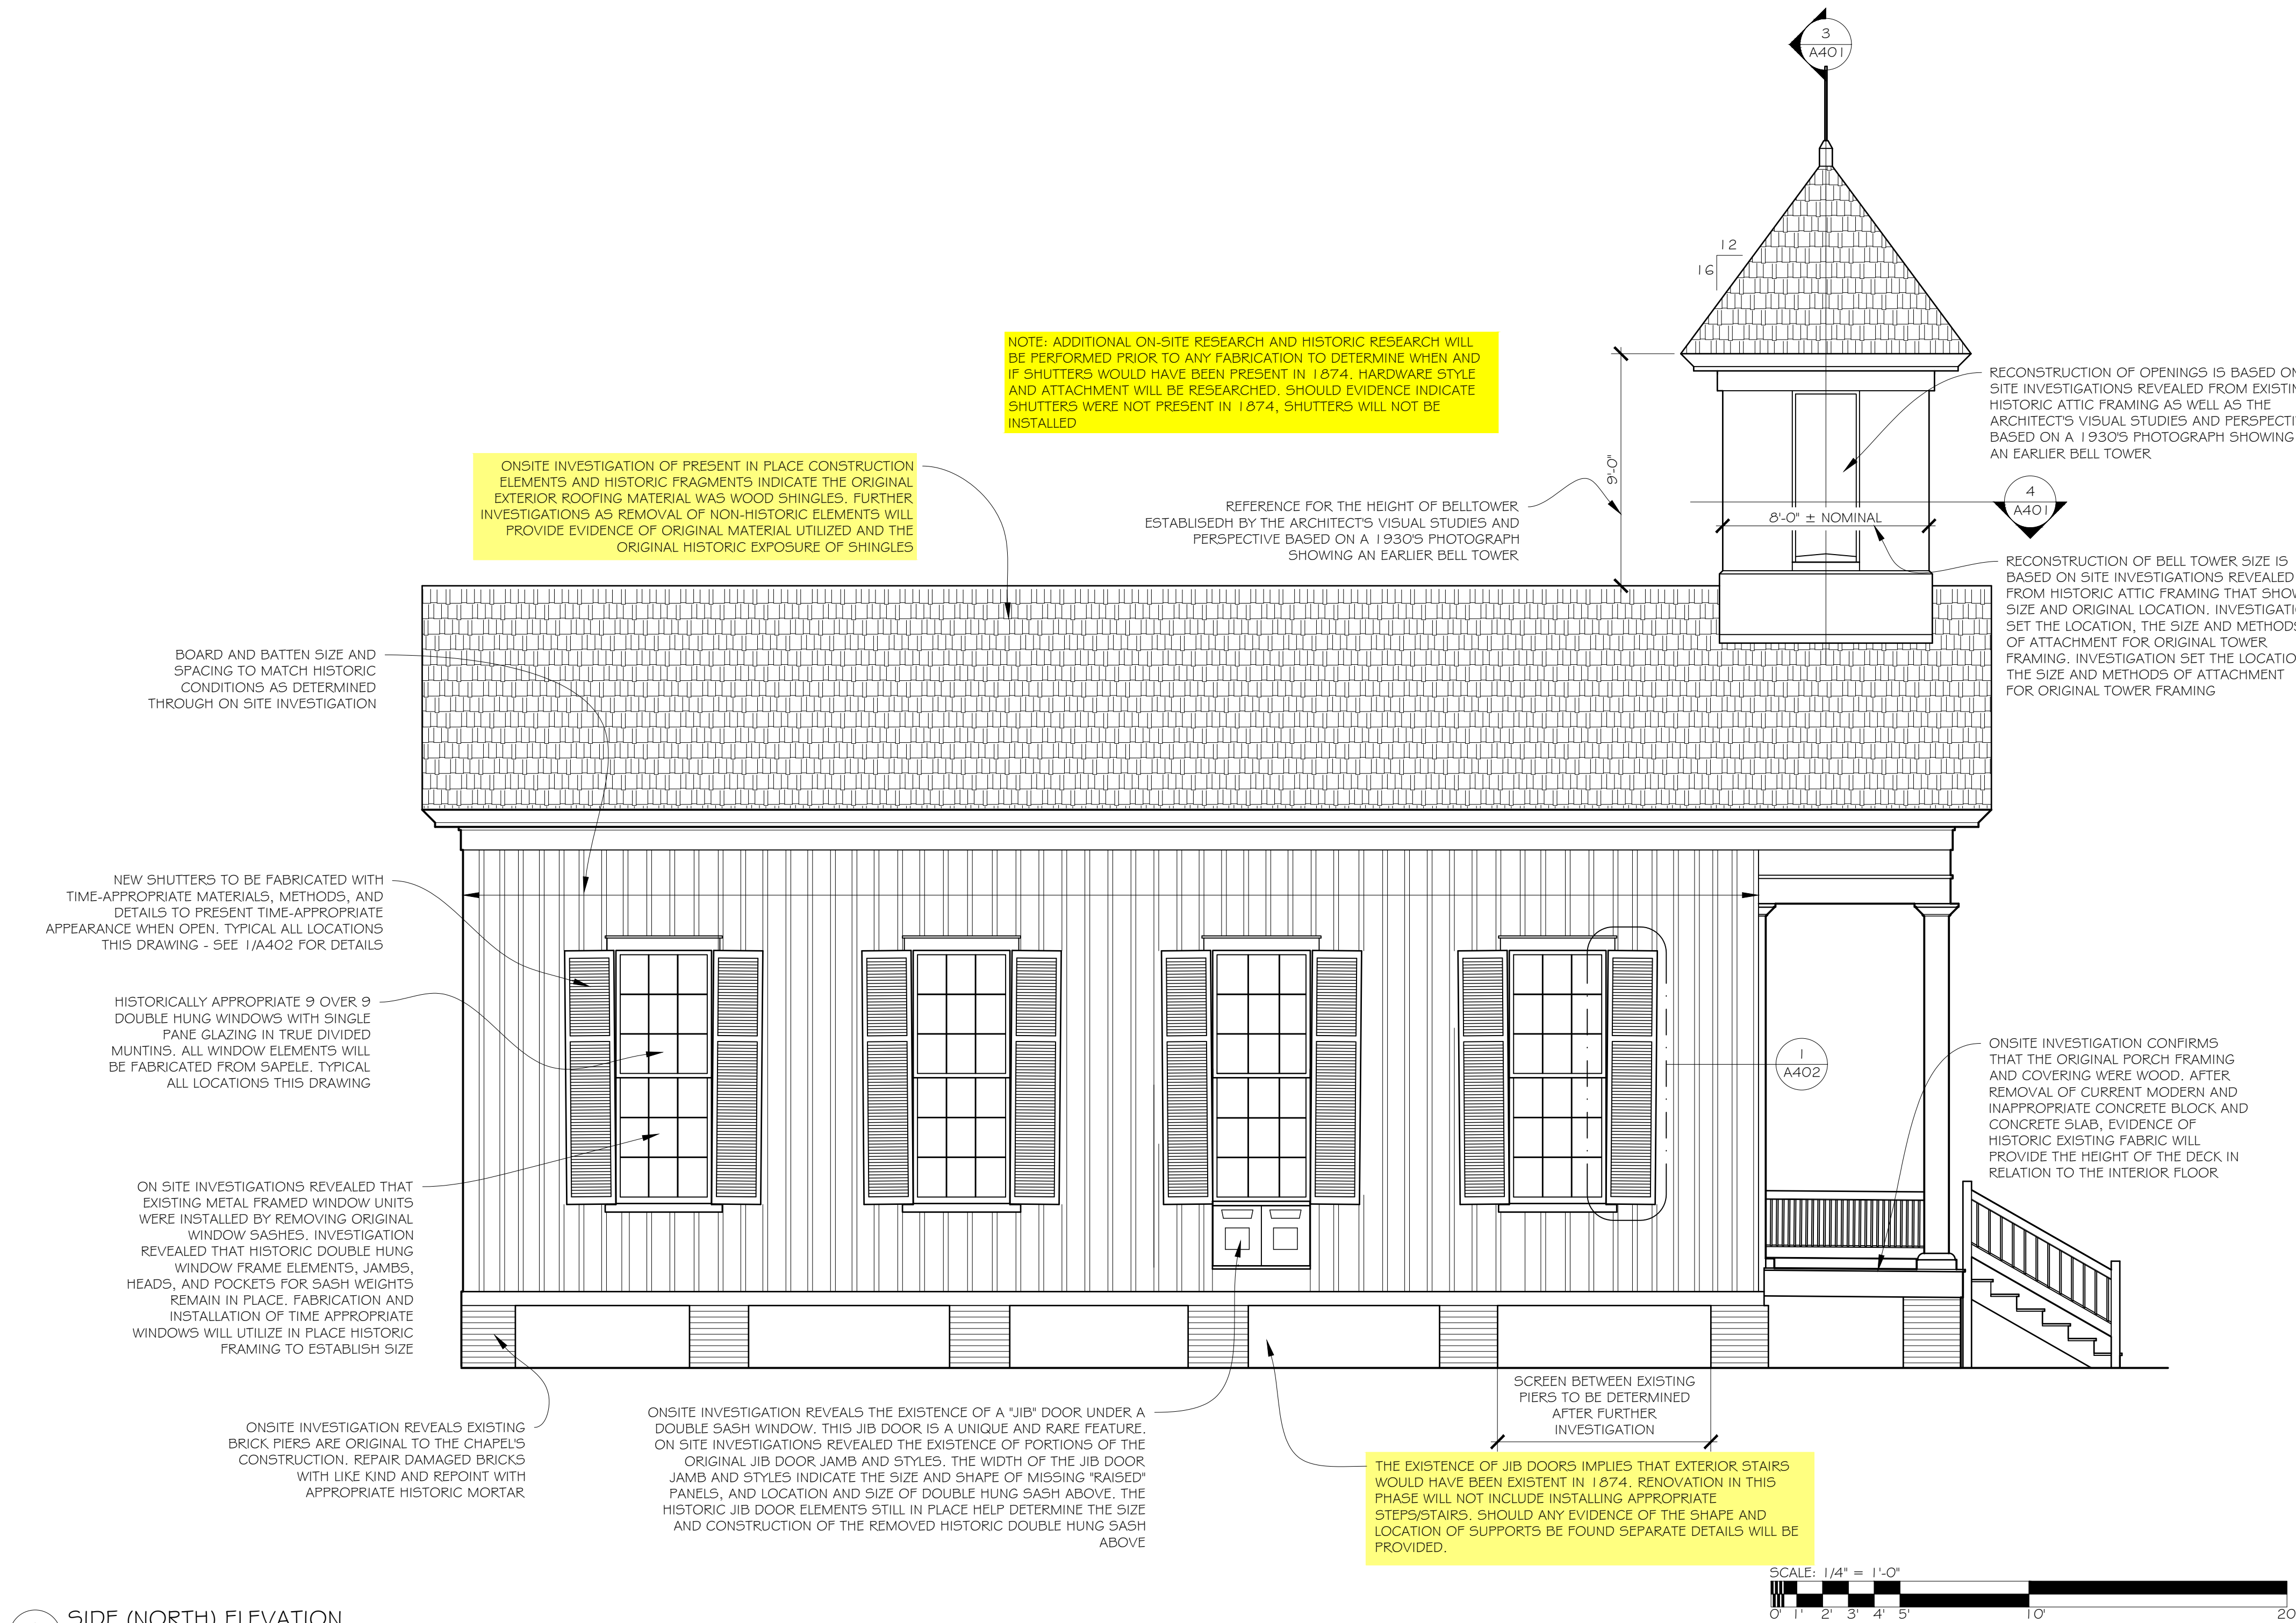 3
A401
12
16
NOTE: ADDITIONAL ON-SITE RESEARCH AND HISTORIC RESEARCH WILL
BE PERFORMED PRIOR TO ANY FABRICATION TO DETERMINE WHEN AND
IF SHUTTERS WOULD HAVE BEEN PRESENT IN 1874. HARDWARE STYLE
AND ATTACHMENT WILL BE RESEARCHED. SHOULD EVIDENCE INDICATE
SHUTTERS WERE NOT PRESENT IN 1874, SHUTTERS WILL NOT BE
INSTALLED
RECONSTRUCTION OF OPENINGS IS BASED ON
SITE INVESTIGATIONS REVEALED FROM
HISTORIC ATTIC FRAMING AS WELL AS THE
ARCHITECT'S VISUAL STUDIES AND
BASED ON A 1930'S PHOTOGRAPH SHOWING
AN EARLIER BELL TOWER
ONSITE INVESTIGATION OF PRESENT IN PLACE CONSTRUCTION
ELEMENTS AND HISTORIC FRAGMENTS INDICATE THE ORIGINAL
EXTERIOR ROOFING MATERIAL WAS WOOD SHINGLES. FURTHER
INVESTIGATIONS AS REMOVAL OF NON-HISTORIC ELEMENTS WILL
PROVIDE EVIDENCE OF ORIGINAL MATERIAL UTILIZED AND THE
ORIGINAL HISTORIC EXPOSURE OF SHINGLES
9'-0"
REFERENCE FOR THE HEIGHT OF BELLTOWER
ESTABLISEDH BY THE ARCHITECT'S VISUAL STUDIES AND
PERSPECTIVE BASED ON A 1930'S PHOTOGRAPH
SHOWING AN EARLIER BELL TOWER
4
A401
8'-0" ± NOMINAL
RECONSTRUCTION OF BELL TOWER SIZE IS
BASED ON SITE INVESTIGATIONS REVEALED
FROM HISTORIC ATTIC FRAMING THAT
SIZE AND ORIGINAL LOCATION.
SET THE LOCATION, THE SIZE AND METHODS
OF ATTACHMENT FOR ORIGINAL TOWER
FRAMING. INVESTIGATION SET THE
THE SIZE AND METHODS OF ATTACHMENT
FOR ORIGINAL TOWER FRAMING
BOARD AND BATTEN SIZE AND
SPACING TO MATCH HISTORIC
CONDITIONS AS DETERMINED
THROUGH ON SITE INVESTIGATION
NEW SHUTTERS TO BE FABRICATED WITH
TIME-APPROPRIATE MATERIALS, METHODS, AND
DETAILS TO PRESENT TIME-APPROPRIATE
APPEARANCE WHEN OPEN. TYPICAL ALL LOCATIONS
THIS DRAWING - SEE 1/A402 FOR DETAILS
HISTORICALLY APPROPRIATE 9 OVER 9
DOUBLE HUNG WINDOWS WITH SINGLE
PANE GLAZING IN TRUE DIVIDED
MUNTINS. ALL WINDOW ELEMENTS WILL
BE FABRICATED FROM SAPELE. TYPICAL
ALL LOCATIONS THIS DRAWING
1
A402
ONSITE INVESTIGATION CONFIRMS
THAT THE ORIGINAL PORCH FRAMING
AND COVERING WERE WOOD. AFTER
REMOVAL OF CURRENT MODERN AND
INAPPROPRIATE CONCRETE BLOCK AND
CONCRETE SLAB, EVIDENCE OF
HISTORIC EXISTING FABRIC WILL
PROVIDE THE HEIGHT OF THE DECK IN
RELATION TO THE INTERIOR FLOOR
ON SITE INVESTIGATIONS REVEALED THAT
EXISTING METAL FRAMED WINDOW UNITS
WERE INSTALLED BY REMOVING ORIGINAL
WINDOW SASHES. INVESTIGATION
REVEALED THAT HISTORIC DOUBLE HUNG
WINDOW FRAME ELEMENTS, JAMBS,
HEADS, AND POCKETS FOR SASH WEIGHTS
REMAIN IN PLACE. FABRICATION AND
INSTALLATION OF TIME APPROPRIATE
WINDOWS WILL UTILIZE IN PLACE HISTORIC
FRAMING TO ESTABLISH SIZE
ONSITE INVESTIGATION REVEALS EXISTING
BRICK PIERS ARE ORIGINAL TO THE CHAPEL'S
CONSTRUCTION. REPAIR DAMAGED BRICKS
WITH LIKE KIND AND REPOINT WITH
APPROPRIATE HISTORIC MORTAR
ONSITE INVESTIGATION REVEALS THE EXISTENCE OF A "JIB" DOOR UNDER A
DOUBLE SASH WINDOW. THIS JIB DOOR IS A UNIQUE AND RARE FEATURE.
ON SITE INVESTIGATIONS REVEALED THE EXISTENCE OF PORTIONS OF THE
ORIGINAL JIB DOOR JAMB AND STYLES. THE WIDTH OF THE JIB DOOR
JAMB AND STYLES INDICATE THE SIZE AND SHAPE OF MISSING "RAISED"
PANELS, AND LOCATION AND SIZE OF DOUBLE HUNG SASH ABOVE. THE
HISTORIC JIB DOOR ELEMENTS STILL IN PLACE HELP DETERMINE THE SIZE
AND CONSTRUCTION OF THE REMOVED HISTORIC DOUBLE HUNG SASH
ABOVE
SCREEN BETWEEN EXISTING
PIERS TO BE DETERMINED
AFTER FURTHER
INVESTIGATION
THE EXISTENCE OF JIB DOORS IMPLIES THAT EXTERIOR STAIRS
WOULD HAVE BEEN EXISTENT IN 1874. RENOVATION IN THIS
PHASE WILL NOT INCLUDE INSTALLING APPROPRIATE
STEPS/STAIRS. SHOULD ANY EVIDENCE OF THE SHAPE AND
LOCATION OF SUPPORTS BE FOUND SEPARATE DETAILS WILL BE
PROVIDED.
SCALE: 1/4" = 1'-0"
0' 1' 2' 3' 4' 5' 10' 20
SIDE (NORTH) ELEVATION